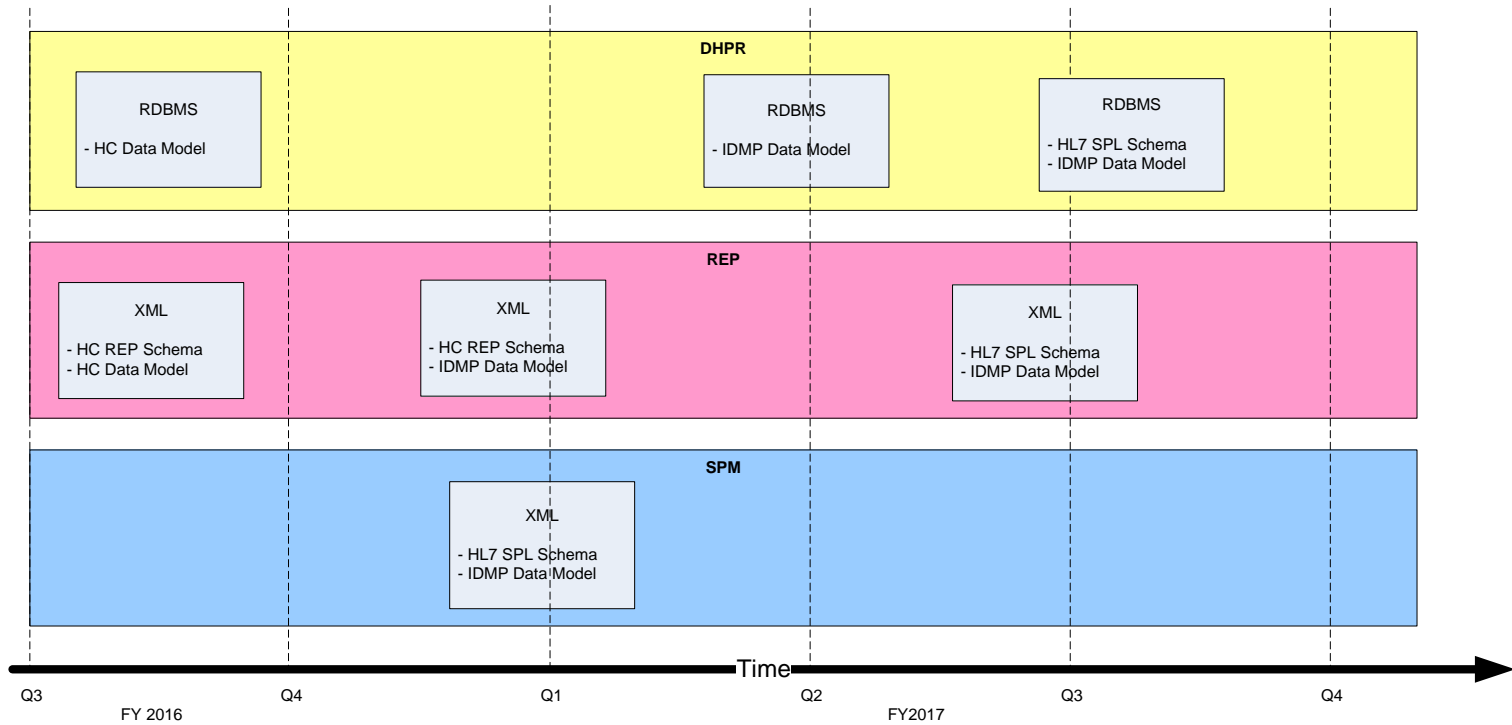 DHPR
RDBMS
- HC Data Model
RDBMS
- IDMP Data Model
RDBMS
- HL7 SPL Schema
- IDMP Data Model
REP
XML
- HC REP Schema
- HC Data Model
XML
- HC REP Schema
- IDMP Data Model
XML
- HL7 SPL Schema
- IDMP Data Model
SPM
XML
- HL7 SPL Schema
- IDMP Data Model
Time
Q3
Q4
Q1
Q2
Q3
Q4
FY 2016
FY2017